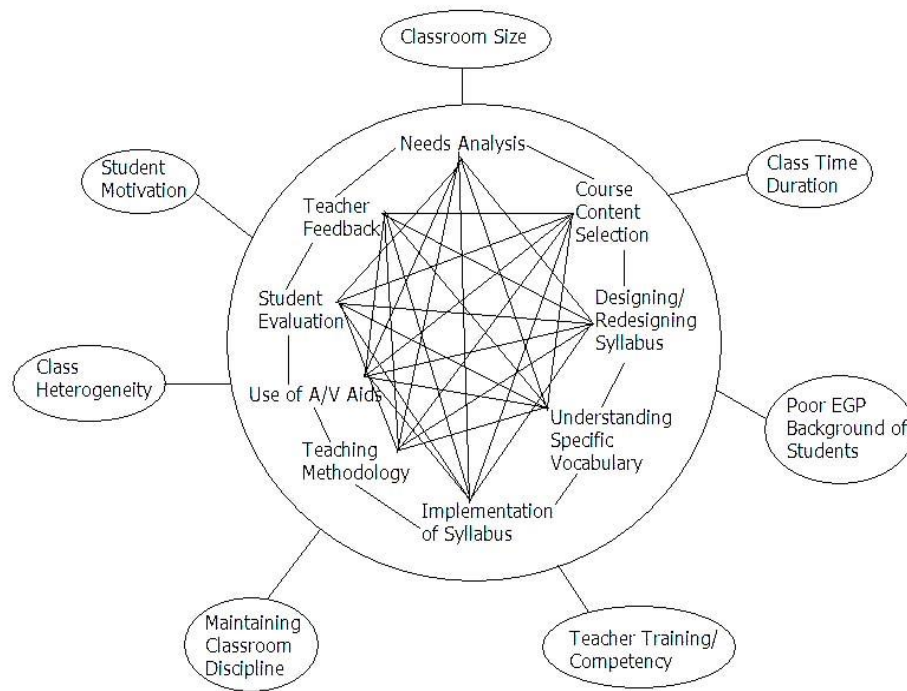 Classroom Size
Needs Analysis
Student
Motivation
Class Time
Duration
Teacher
Feedback
Course
Content
Selection
Student
Evaluation
Designing/
Redesigning
Syllabus
Class
Heterogeneity
Use of A/V Aids
Understanding
Specific
Vocabulary
Poor EGP
Background of
Students
Teaching
Methodology
Implementation
of Syllabus
Maintaining
Classroom
Discipline
Teacher Training/
Competency